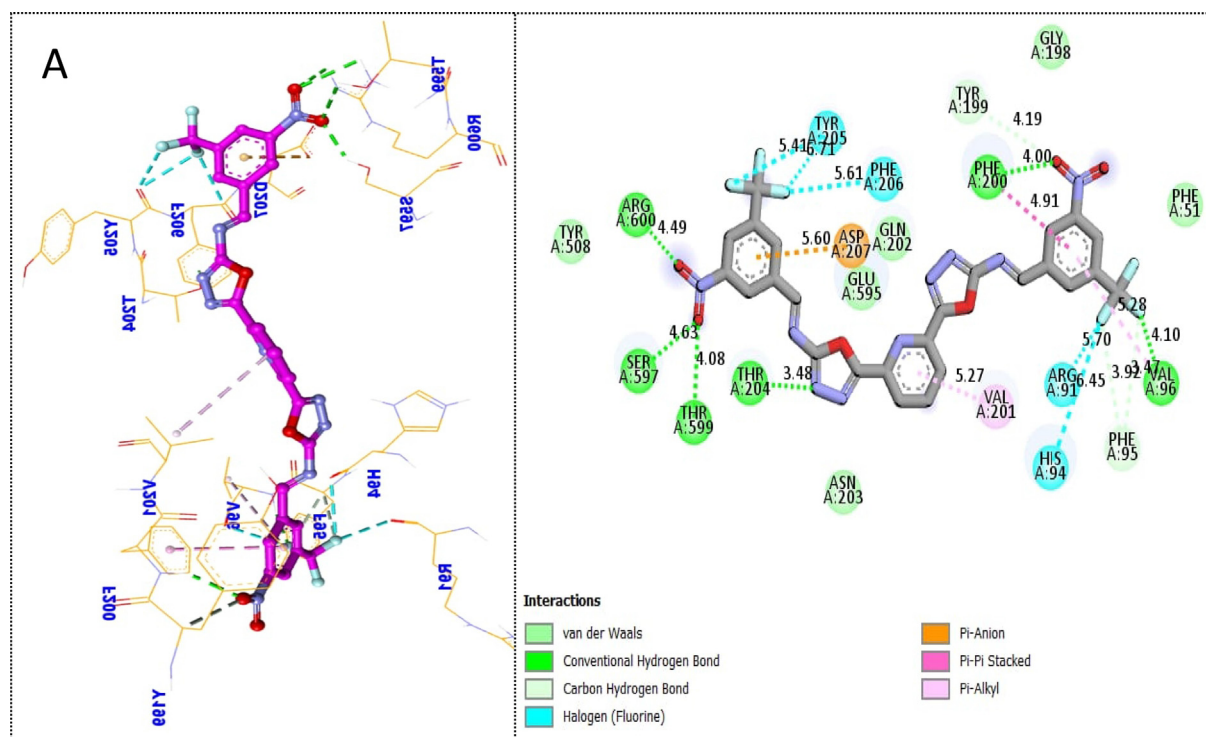 A
T599
R600
D207
S597
F206
Y205
T204
H94
V201
V96
F95
R91
F200
Y199
GLY
A:198
TYR
A:199
4.19
TYR
A:205
5.41
6.71
4.00
PHE
A:200
PHE
A:206
5.61
4.91
PHE
A:51
ARG
A:600
4.49
TYR
A:508
5.60
ASP
A:207
GLN
A:202
GLU
A:595
5.28
4.10
4.63
5.70
SER
A:597
4.08
THR
A:204
3.48
5.27
ARG
A:91
6.45
3.92
3.47
VAL
A:96
THR
A:599
VAL
A:201
PHE
A:95
HIS
A:94
ASN
A:203
Interactions
van der Waals
Conventional Hydrogen Bond
Carbon Hydrogen Bond
Halogen (Fluorine)
Pi-Anion
Pi-Pi Stacked
Pi-Alkyl